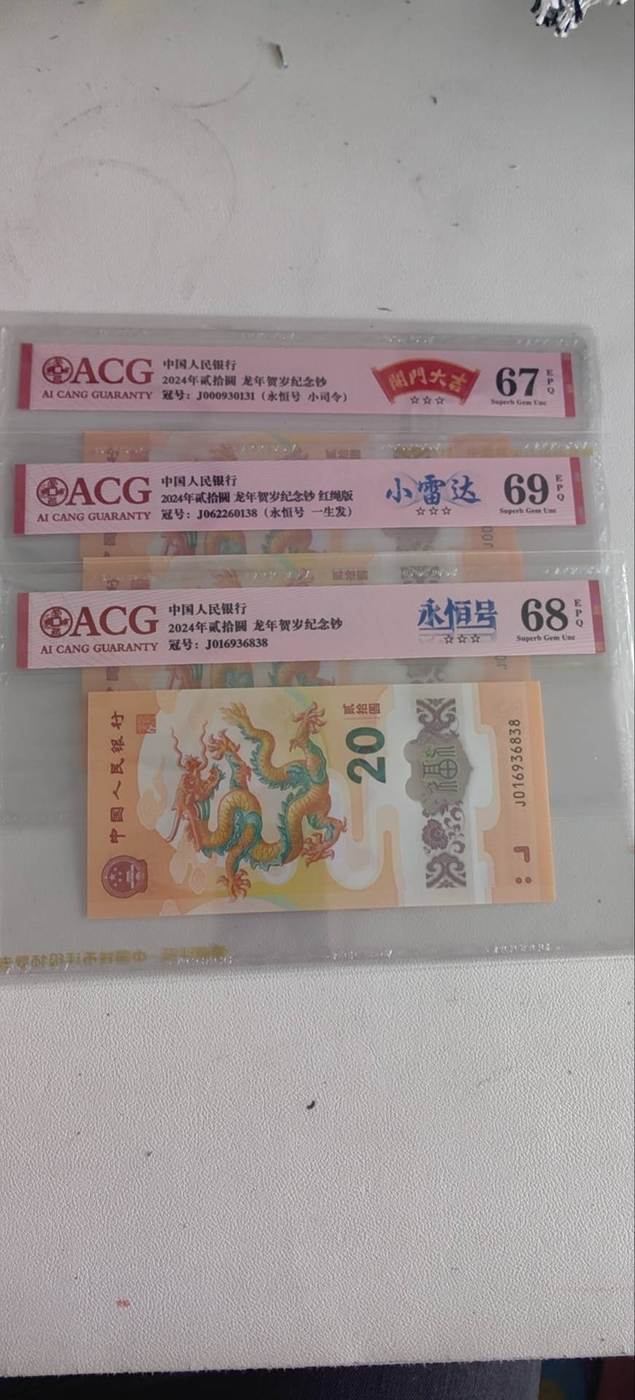 ACG
AI CANG GUARANTY
中国人民银行
2024年贰拾圆 龙年贺岁纪念钞
冠号：J000930131（永恒号 小司令）
開門大吉
☆☆☆
67
EPQ
Superb Gem Unc
ACG
AI CANG GUARANTY
中国人民银行
2024年贰拾圆 龙年贺岁纪念钞 红绳版
冠号：J062260138（永恒号 一生发）
小雷达
☆☆☆
69
EPQ
Superb Gem Unc
J00
ACG
AI CANG GUARANTY
中国人民银行
2024年贰拾圆 龙年贺岁纪念钞
冠号：J016936838
永恒号
☆☆☆
68
EPQ
Superb Gem Unc
中国人民银行
贰拾圆
20
J016936838